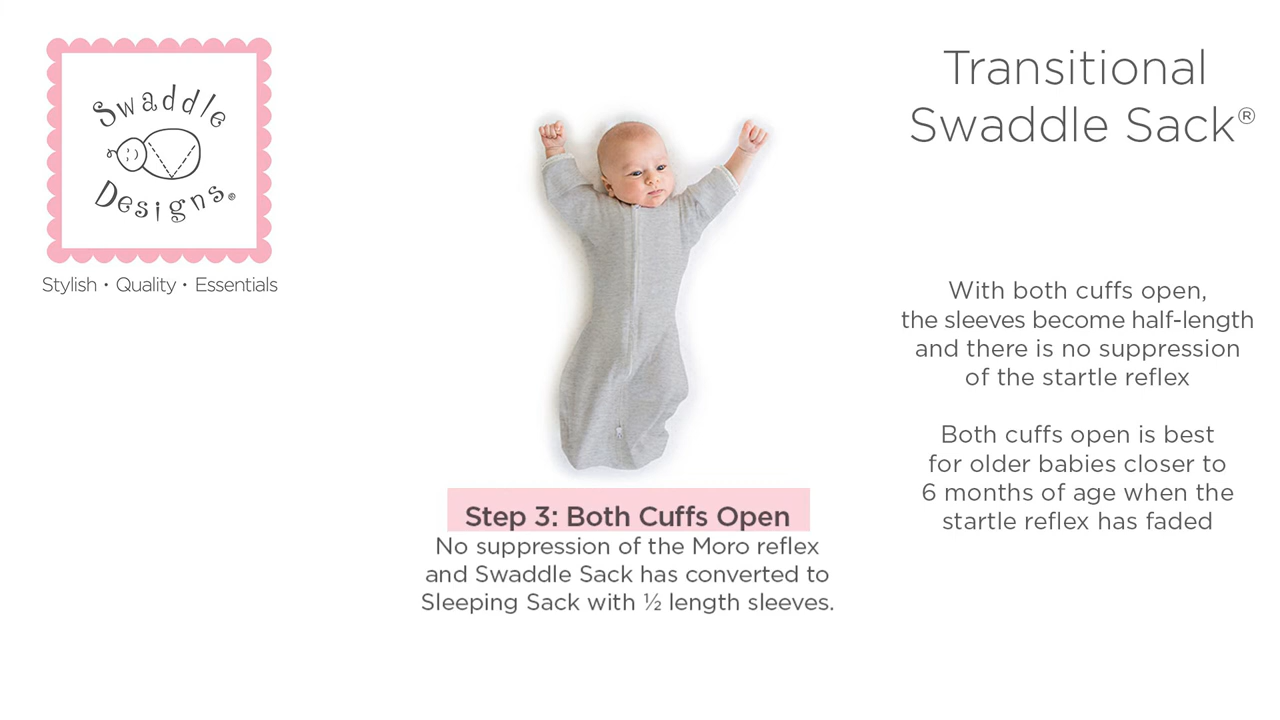 Swaddle
Designs®
Stylish • Quality • Essentials
Transitional
Swaddle Sack®
With both cuffs open,
the sleeves become half-length
and there is no suppression
of the startle reflex
Both cuffs open is best
for older babies closer to
6 months of age when the
startle reflex has faded
Step 3: Both Cuffs Open
No suppression of the Moro reflex
and Swaddle Sack has converted to
Sleeping Sack with ½ length sleeves.